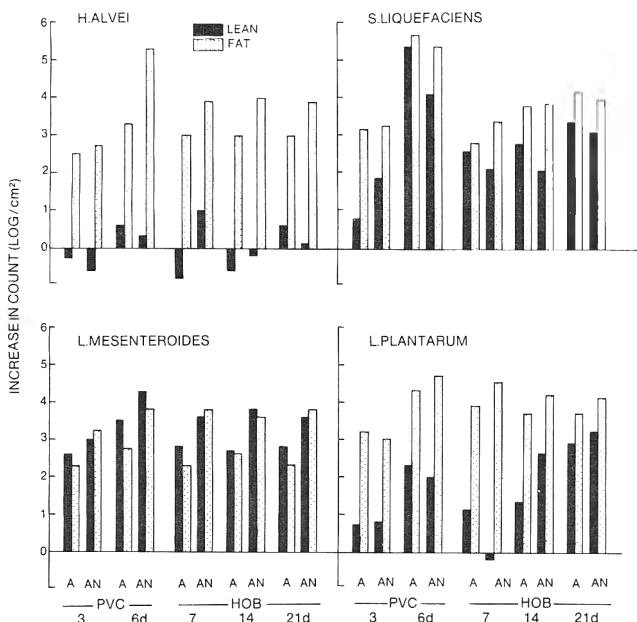 H.ALVEI
S.LIQUEFACIENS
LEAN
FAT
6
5
4
3
2
1
0
INCREASE IN COUNT (LOG/cm²)
L.MESENTEROIDES
L.PLANTARUM
6
5
4
3
2
1
0
A AN A AN A AN A AN A AN
A AN A AN A AN A AN A AN
PVC HOB
PVC HOB
3 6d 7 14 21d
3 6d 7 14 21d